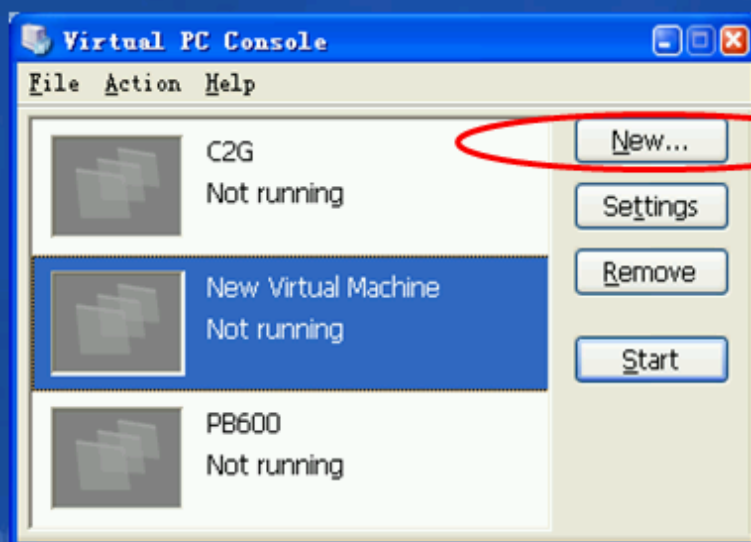 Virtual PC Console
File Action Help
C2G
Not running
New Virtual Machine
Not running
PB600
Not running
New...
Settings
Remove
Start